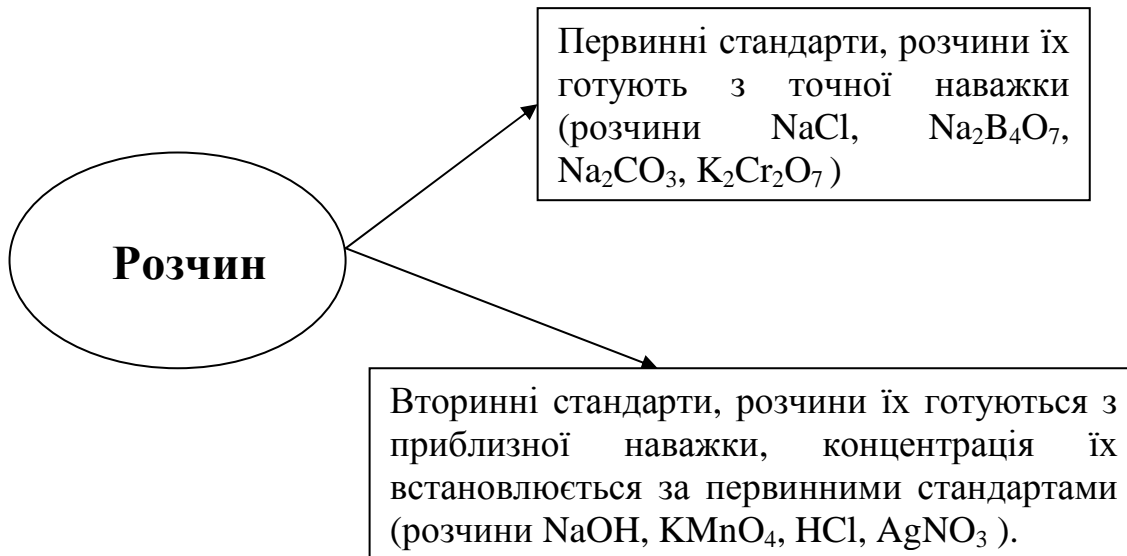 Первинні стандарти, розчини їх
готують з точної наважки
(розчини NaCl, Na₂B₄O₇,
Na₂CO₃, K₂Cr₂O₇ )
Розчин
Вторинні стандарти, розчини їх готуються з
приблизної наважки, концентрація їх
встановлюється за первинними стандартами
(розчини NaOH, KMnO₄, HCl, AgNO₃ ).